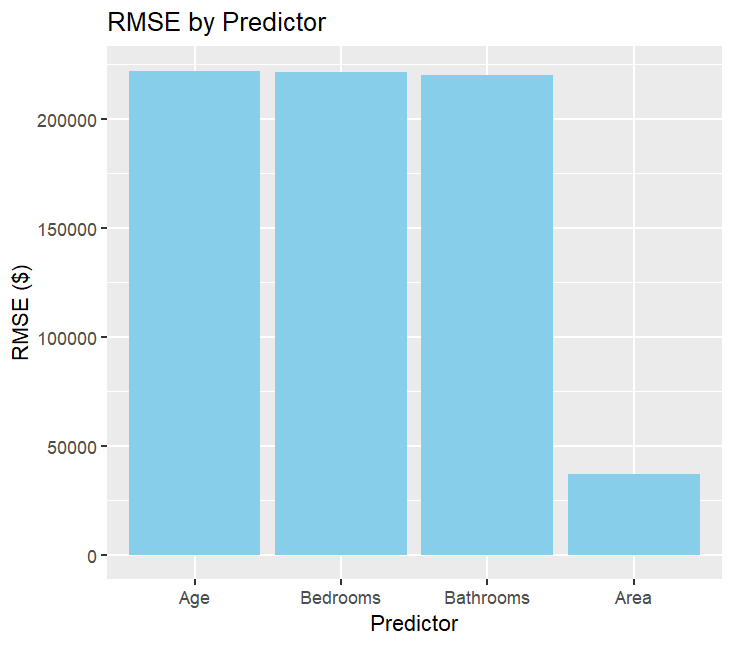 RMSE by Predictor
RMSE ($)
200000
150000
100000
50000
0
Age Bedrooms Bathrooms Area
Predictor